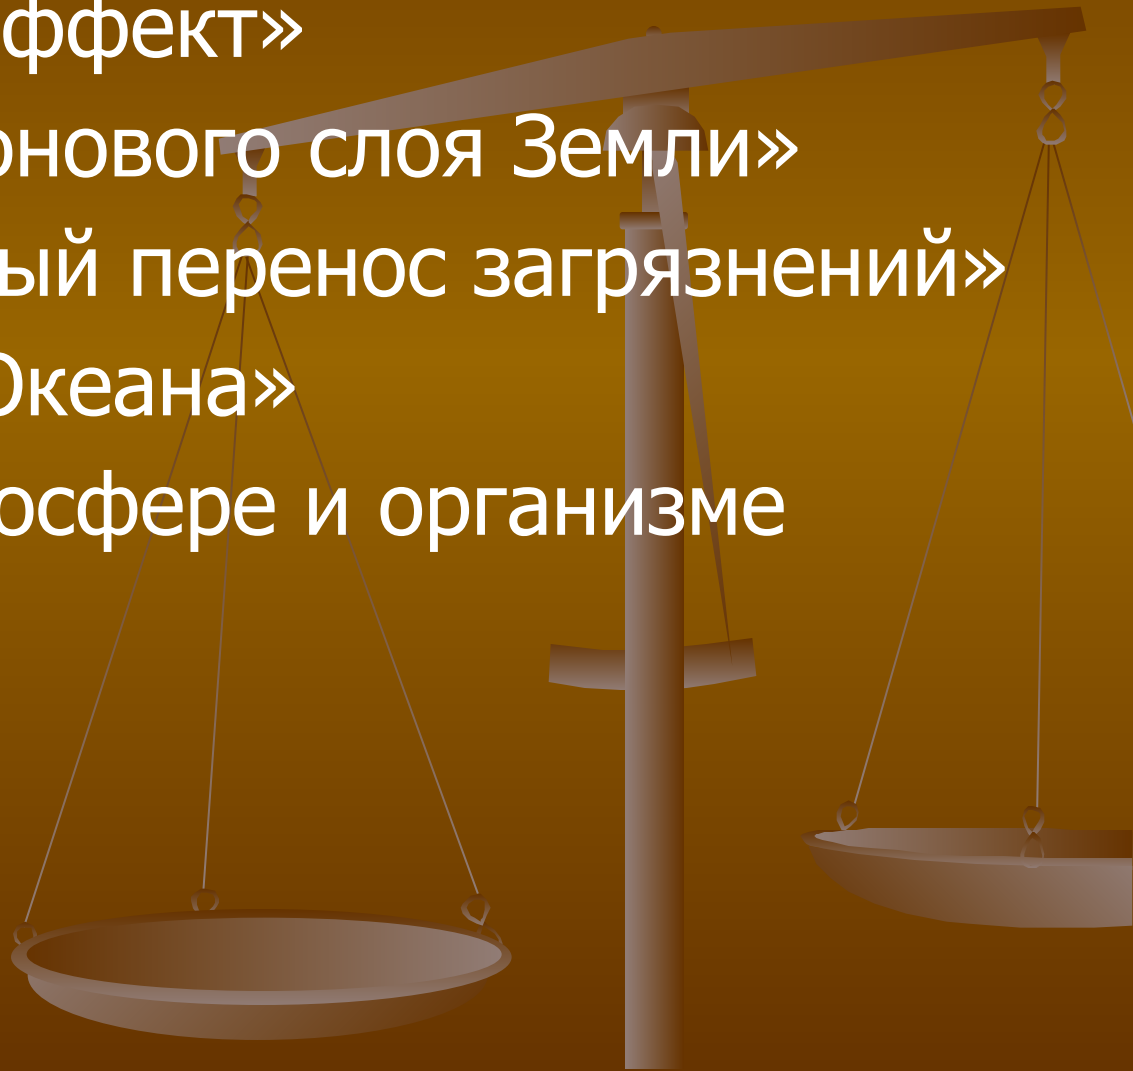 ффект»
онового слоя Земли»
ый перенос загрязнений»
Океана»
осфере и организме